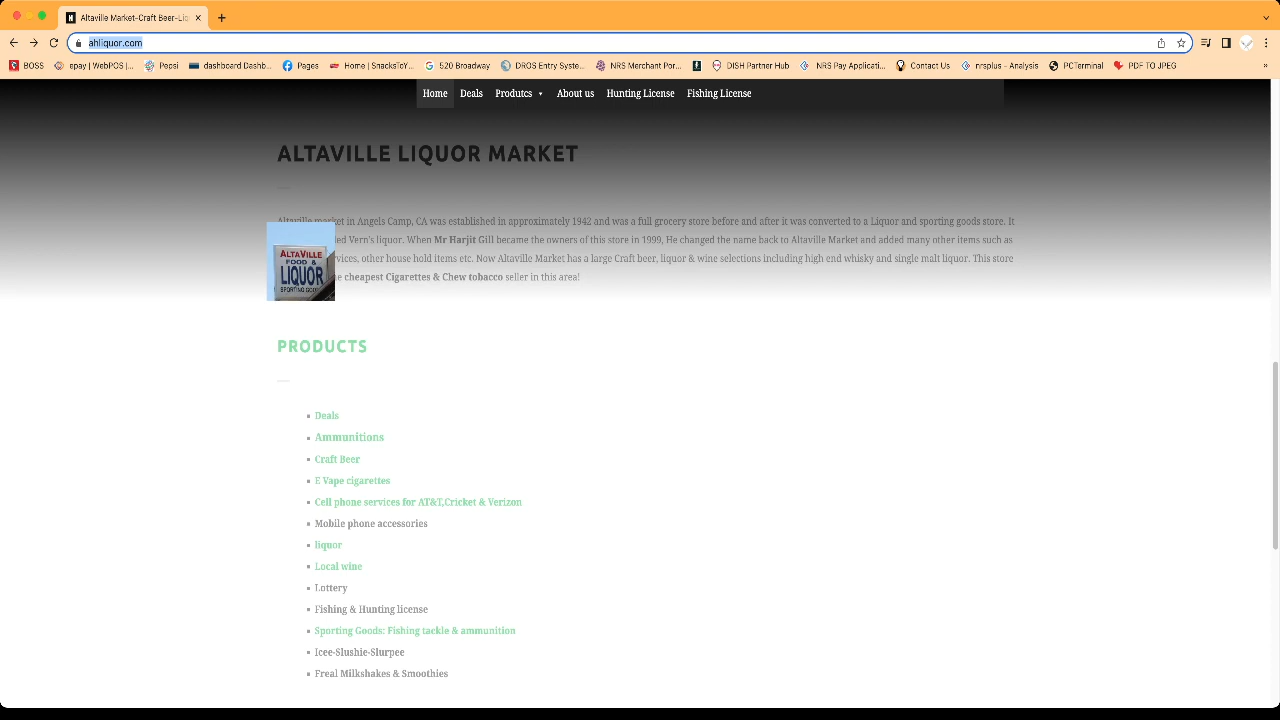 Altaville Market-Craft Beer-Liq
ahliquor.com
BOSS
epay | WebPOS |...
Pepsi
dashboard Dashb...
Pages
Home | SnacksToY...
520 Broadway
DROS Entry Syste...
NRS Merchant Por...
DISH Partner Hub
NRS Pay Applicati...
Contact Us
nrsplus - Analysis
PCTerminal
PDF TO JPEG
Home
Deals
Produtcs
About us
Hunting License
Fishing License
ALTAVILLE LIQUOR MARKET
Altaville market in Angels Camp, CA was established in approximately 1942 and was a full grocery store before and after it was converted to a Liquor and sporting goods store. It
Vern's liquor. When Mr Harjit Gill became the owners of this store in 1999, He changed the name back to Altaville Market and added many other items such as
other house hold items etc. Now Altaville Market has a large Craft beer, liquor & wine selections including high end whisky and single malt liquor. This store
cheapest Cigarettes & Chew tobacco seller in this area!
ALTAVILLE
FOOD &
LIQUOR
SPORTING GOODS
PRODUCTS
Deals
Ammunitions
Craft Beer
E Vape cigarettes
Cell phone services for AT&T,Cricket & Verizon
Mobile phone accessories
liquor
Local wine
Lottery
Fishing & Hunting license
Sporting Goods: Fishing tackle & ammunition
Icee-Slushie-Slurpee
Freal Milkshakes & Smoothies